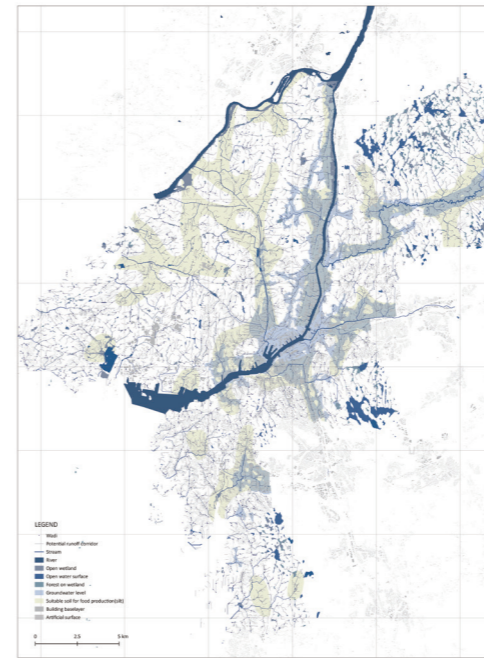 LEGEND
Wadi
Potential runoff corridor
Stream
River
Open wetland
Open water surface
Forest on wetland
Groundwater level
Suitable soil for food production(silt)
Building baselayer
Artificial surface
0 2.5 5 km